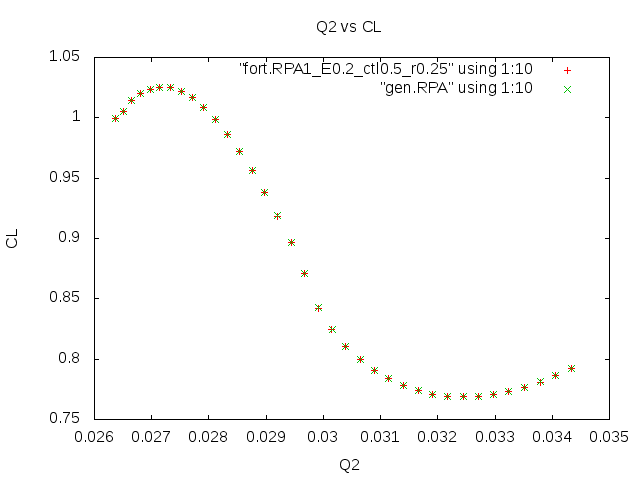 Q2 vs CL
"fort.RPA1_E0.2_ctl0.5_r0.25" using 1:10
"gen.RPA" using 1:10
CL
1.05
1
0.95
0.9
0.85
0.8
0.75
0.026 0.027 0.028 0.029 0.03 0.031 0.032 0.033 0.034 0.035
Q2